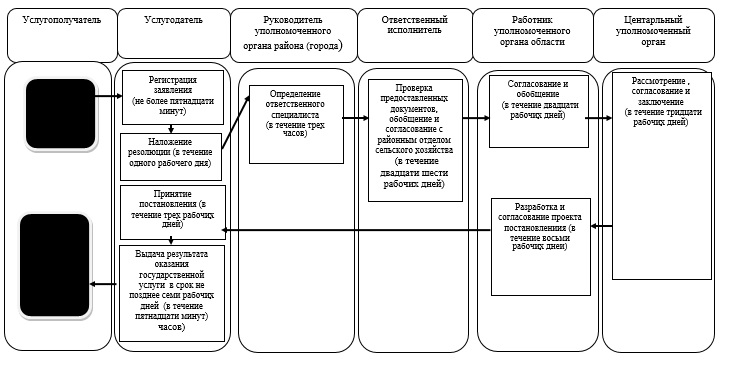 Услугополучатель
Услугодатель
Руководитель
уполномоченного
органа района (города)
Ответственный
исполнитель
Работник
уполномоченного
органа области
Центарльный
уполномоченный
орган
Регистрация
заявления
(не более пятнадцати
минут)
Наложение
резолюции (в течение
одного рабочего дня)
Принятие
постановления (в
течение трех рабочих
дней)
Выдача результата
оказания
государственной
услуги в срок не
позднее семи рабочих
дней (в течение
пятнадцати минут)
часов)
Определение
ответственного
специалиста
(в течение трех
часов)
Проверка
предоставленных
документов,
обобщение и
согласование с
районным отделом
сельского хозяйства
(в течение
двадцати шести
рабочих дней)
Согласование и
обобщение
(в течение двадцати
рабочих дней)
Разработка и
согласование проекта
постановлениия (в
течение восьми
рабочих дней)
Рассмотрение ,
согласование и
заключение
(в течение тридцати
рабочих дней)